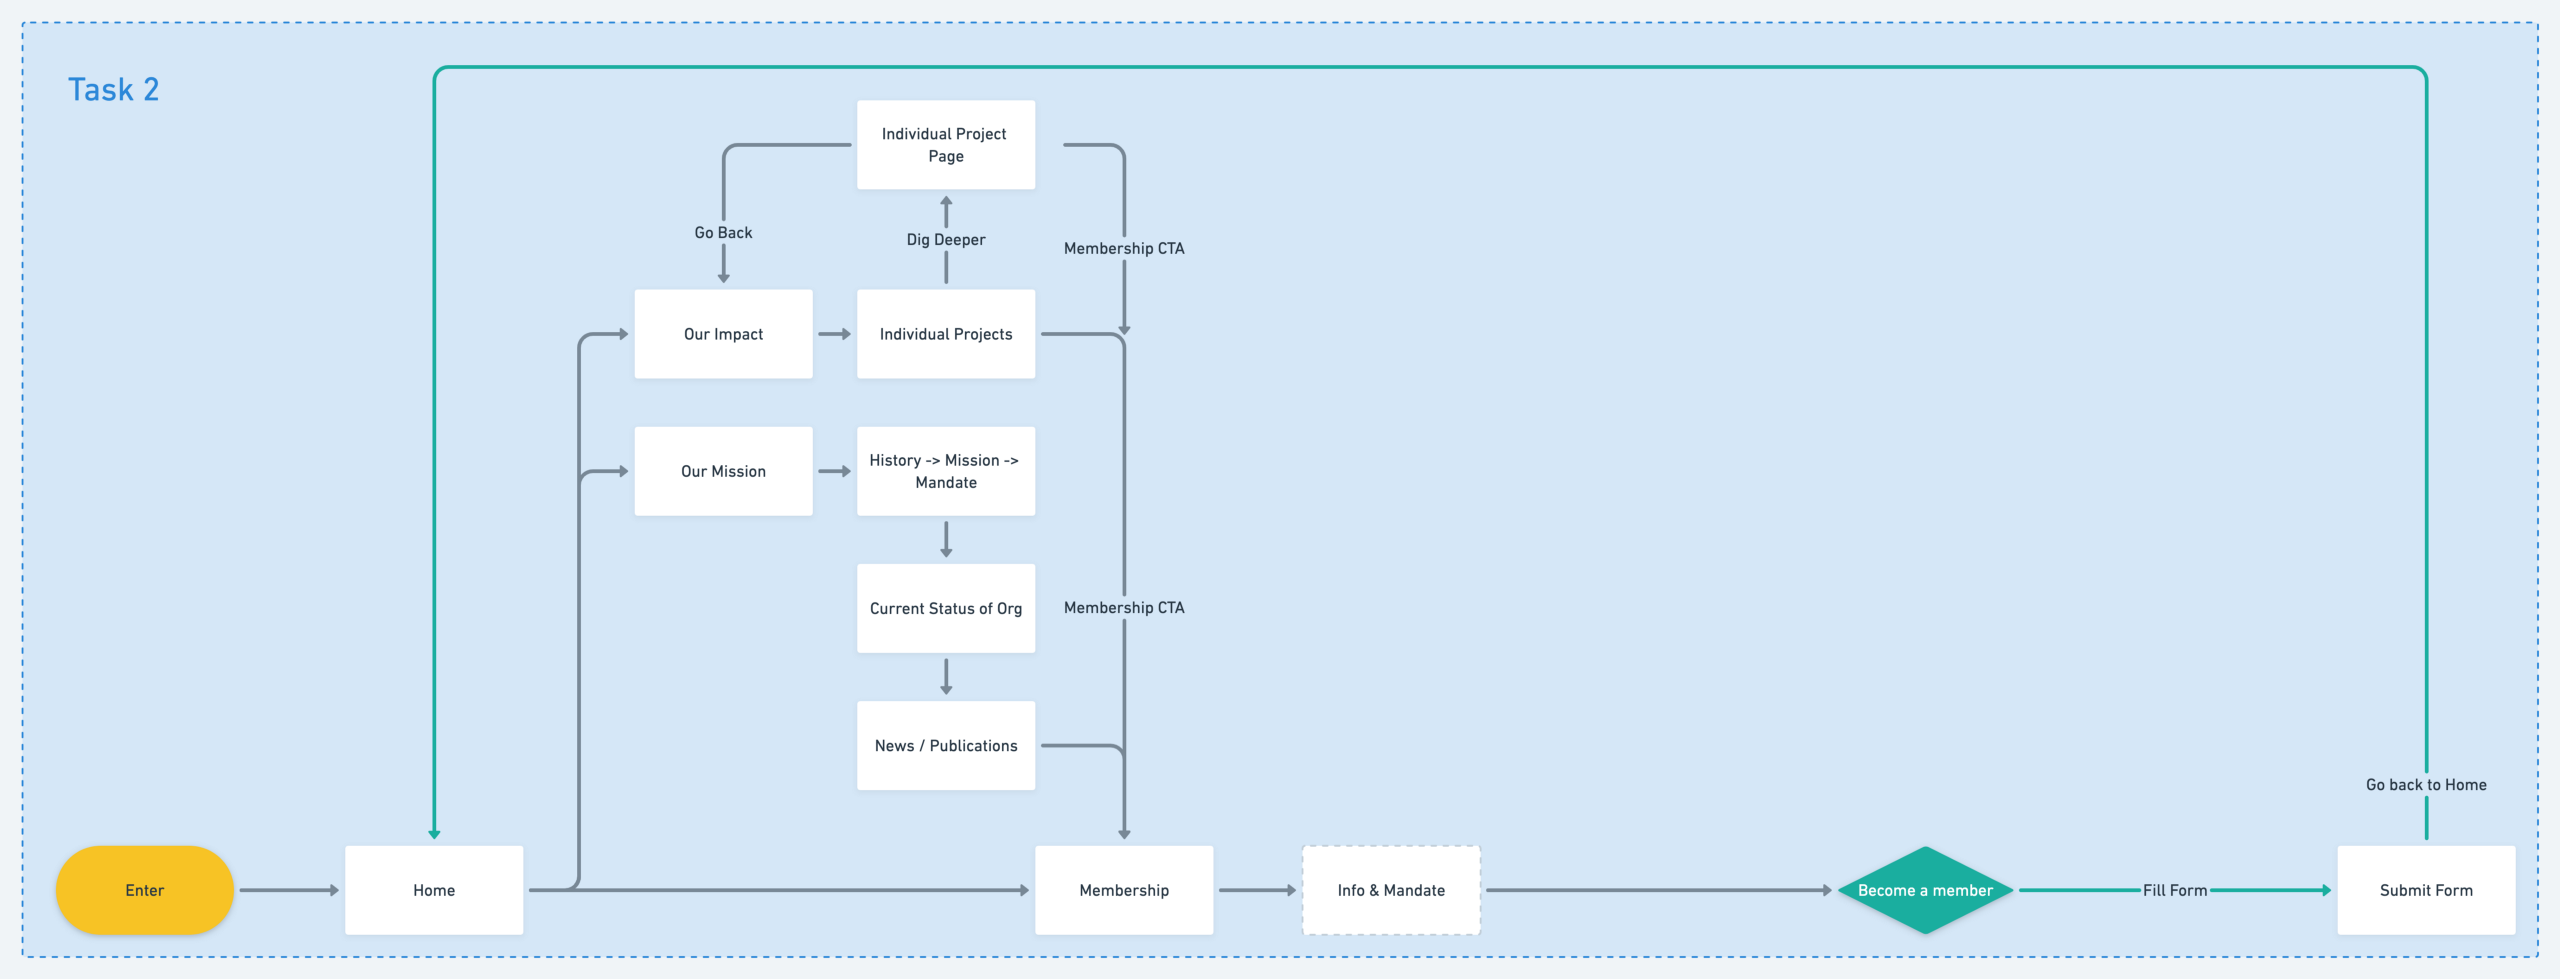 Task 2
Individual Project
Page
Go Back
Dig Deeper
Membership CTA
Our Impact
Individual Projects
Our Mission
History -> Mission ->
Mandate
Current Status of Org
Membership CTA
News / Publications
Go back to Home
Enter
Home
Membership
Info & Mandate
Become a member
Fill Form
Submit Form